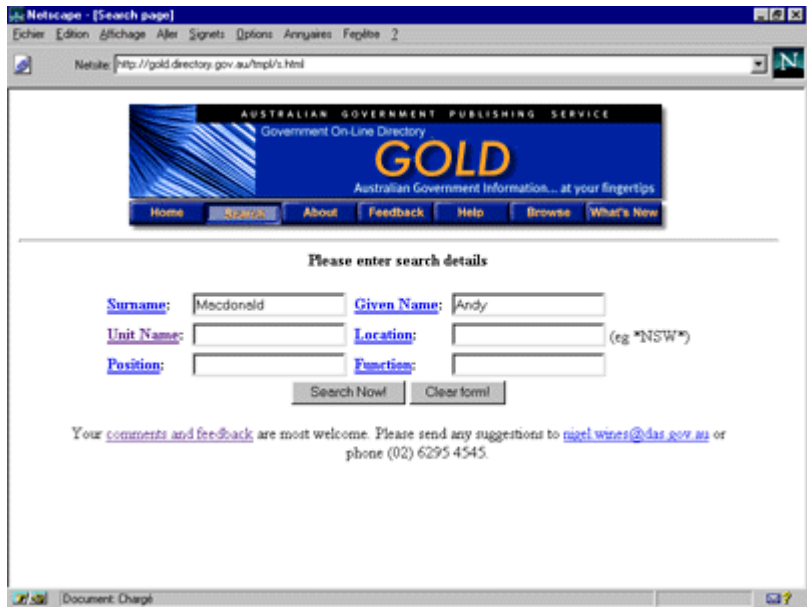 Netscape - [Search page]
Fichier Edition Affichage Aller Signets Options Annuaires Fenêtre ?
Netsite: http://gold.directory.gov.au/tmpl/s.html
N
AUSTRALIAN GOVERNMENT PUBLISHING SERVICE
Government On-Line Directory
GOLD
Australian Government Information... at your fingertips
Home Search About Feedback Help Browse What's New
Please enter search details
Surname: Macdonald Given Name: Andy
Unit Name: Location: (eg *NSW*)
Position: Function:
Search Now! Clear form!
Your comments and feedback are most welcome. Please send any suggestions to nigel.wines@das.gov.au or
phone (02) 6295 4545.
Document: Chargé